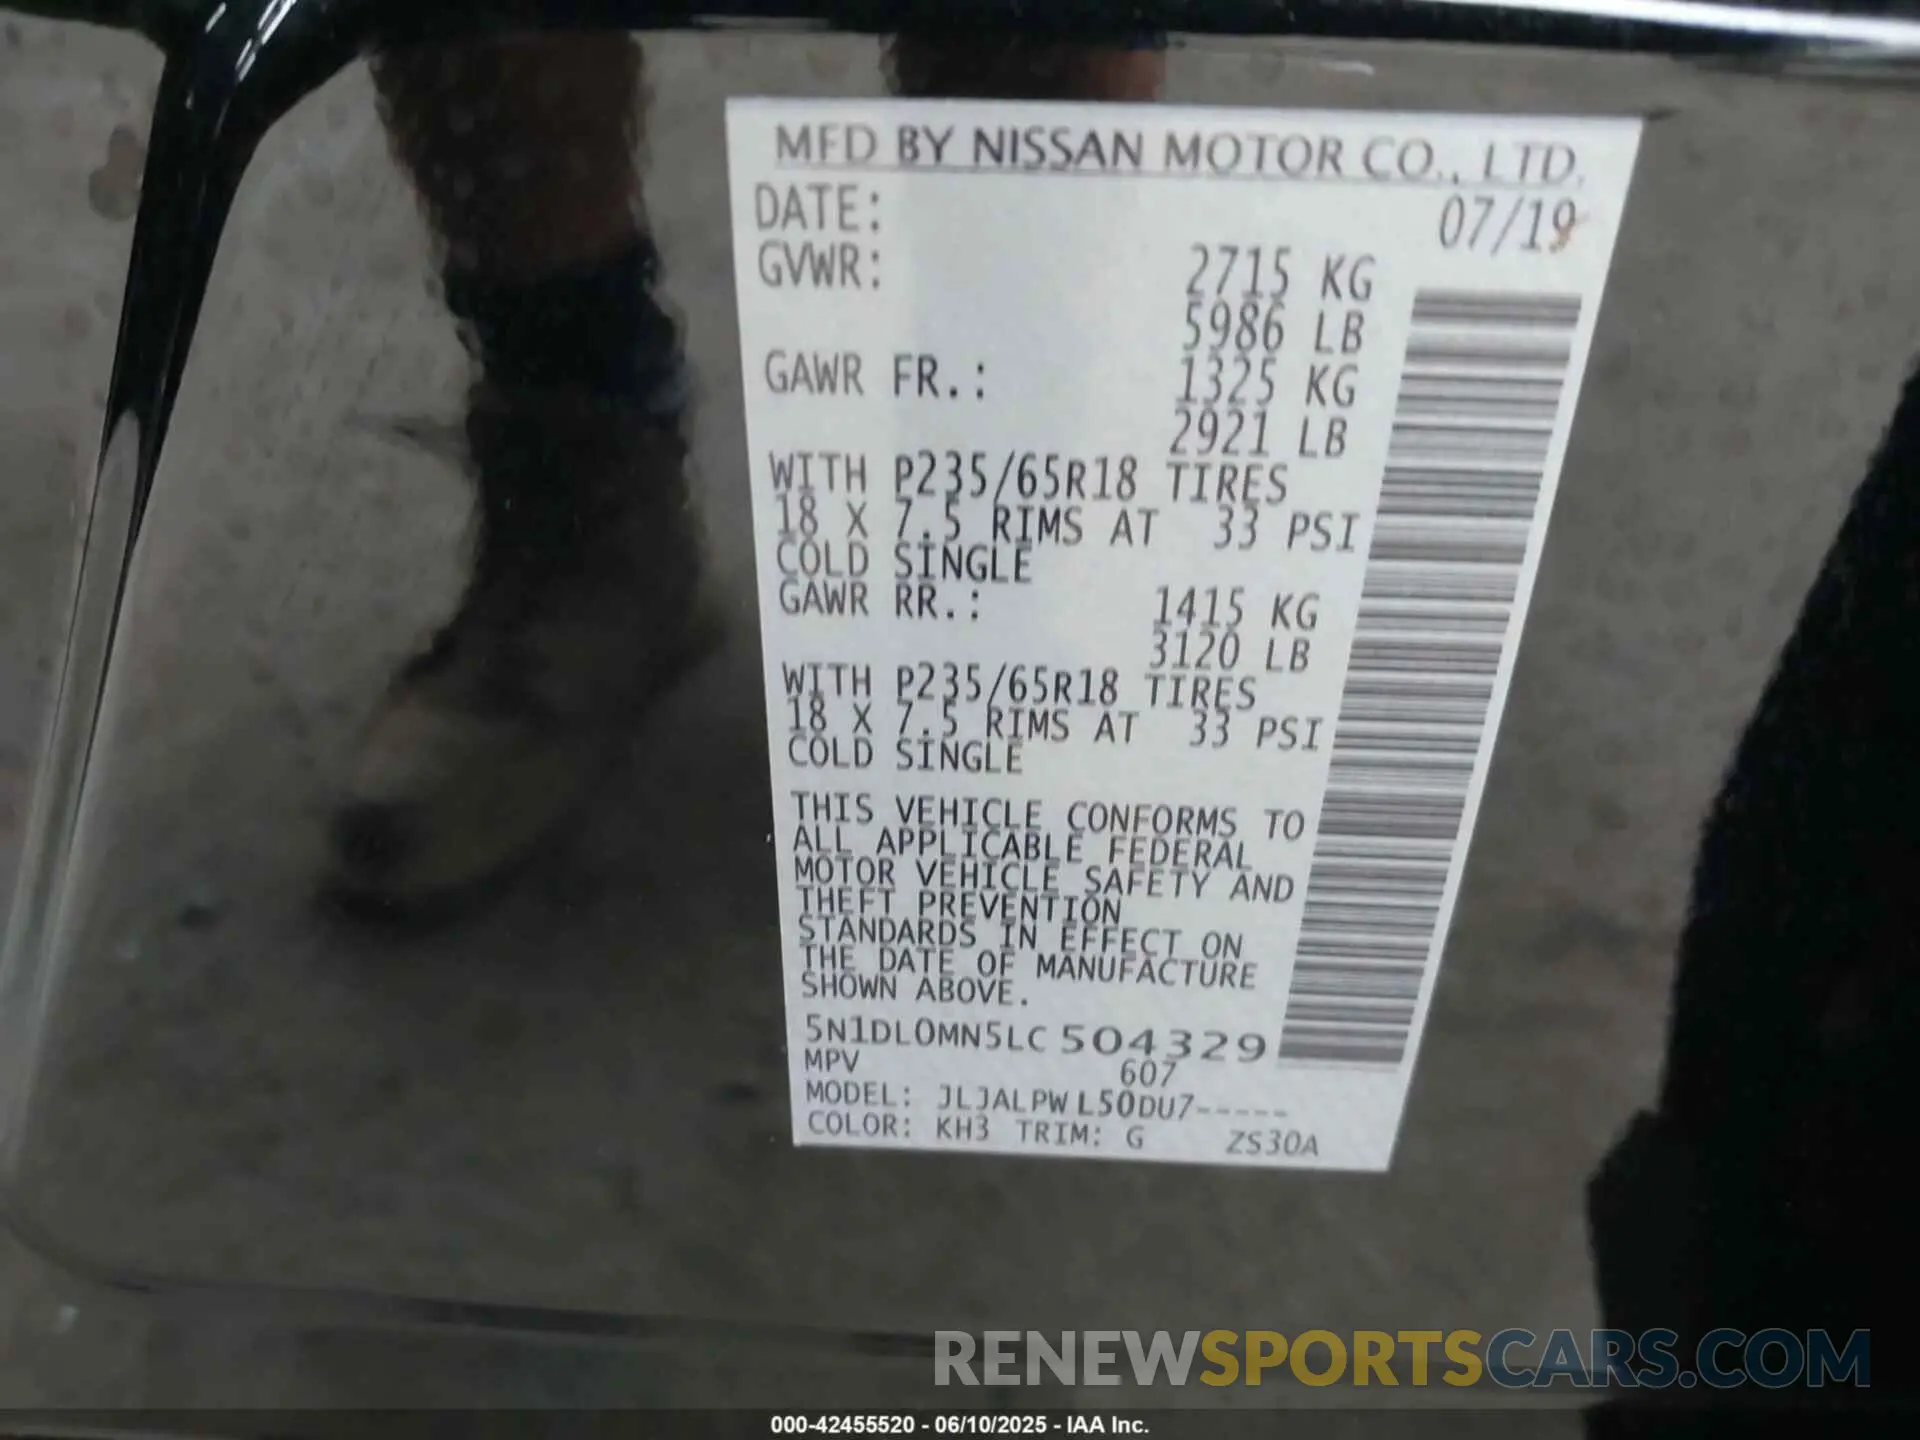 MFD BY NISSAN MOTOR CO., LTD.
DATE: 07/19
GVWR: 2715 KG
5986 LB
GAWR FR.: 1325 KG
2921 LB
WITH P235/65R18 TIRES
18 X 7.5 RIMS AT 33 PSI
COLD SINGLE
GAWR RR.: 1415 KG
3120 LB
WITH P235/65R18 TIRES
18 X 7.5 RIMS AT 33 PSI
COLD SINGLE
THIS VEHICLE CONFORMS TO
ALL APPLICABLE FEDERAL
MOTOR VEHICLE SAFETY AND
THEFT PREVENTION
STANDARDS IN EFFECT ON
THE DATE OF MANUFACTURE
SHOWN ABOVE.
5N1DL0MN5LC504329
MPV 607
MODEL: JLJALPWL50DU7-----
COLOR: KH3 TRIM: G ZS30A
RENEWSPORTSCARS.COM
000-42455520 - 06/10/2025 - IAA Inc.